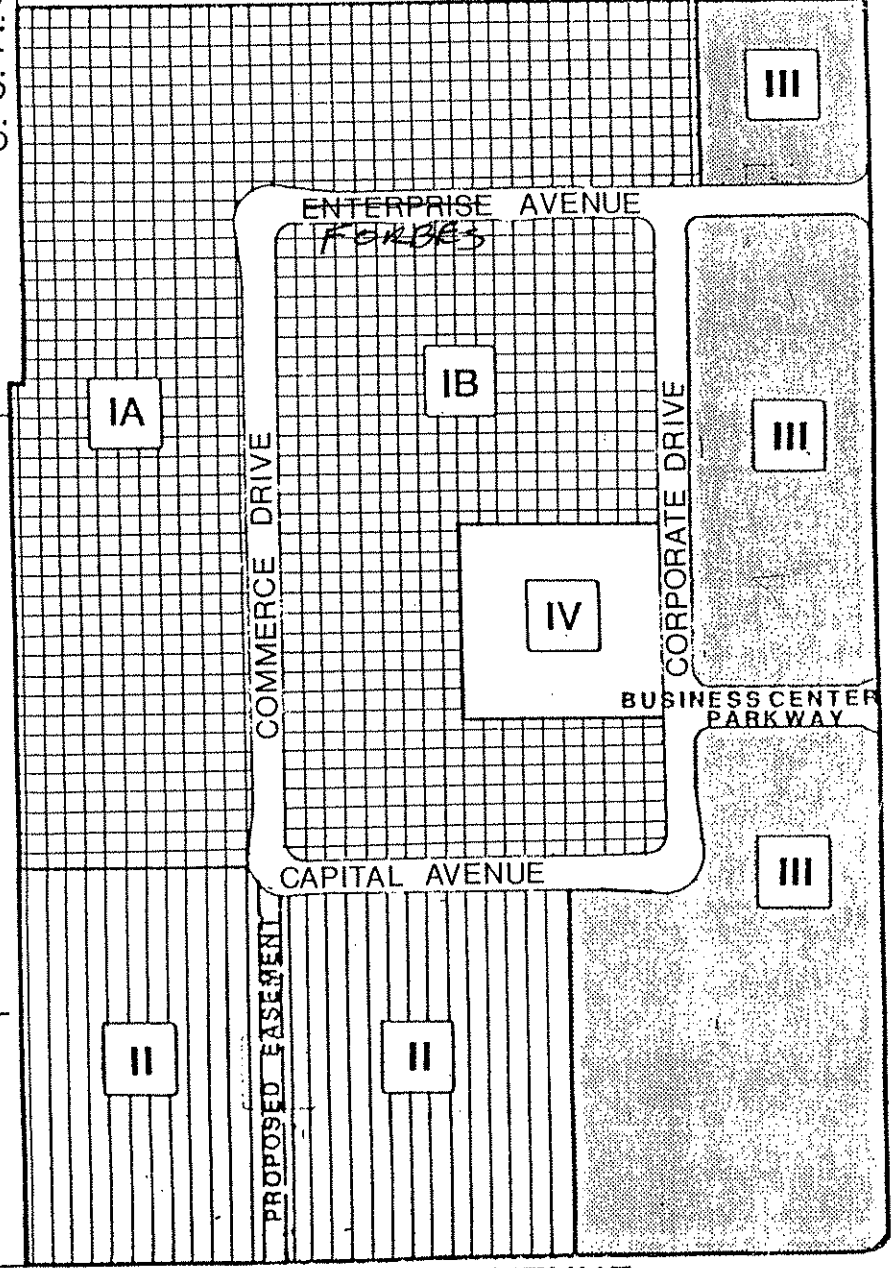 III
ENTERPRISE AVENUE
FORBES
IA
IB
III
COMMERCE DRIVE
CORPORATE DRIVE
IV
BUSINESS CENTER
PARKWAY
III
CAPITAL AVENUE
PROPOSED EASEMENT
II
II